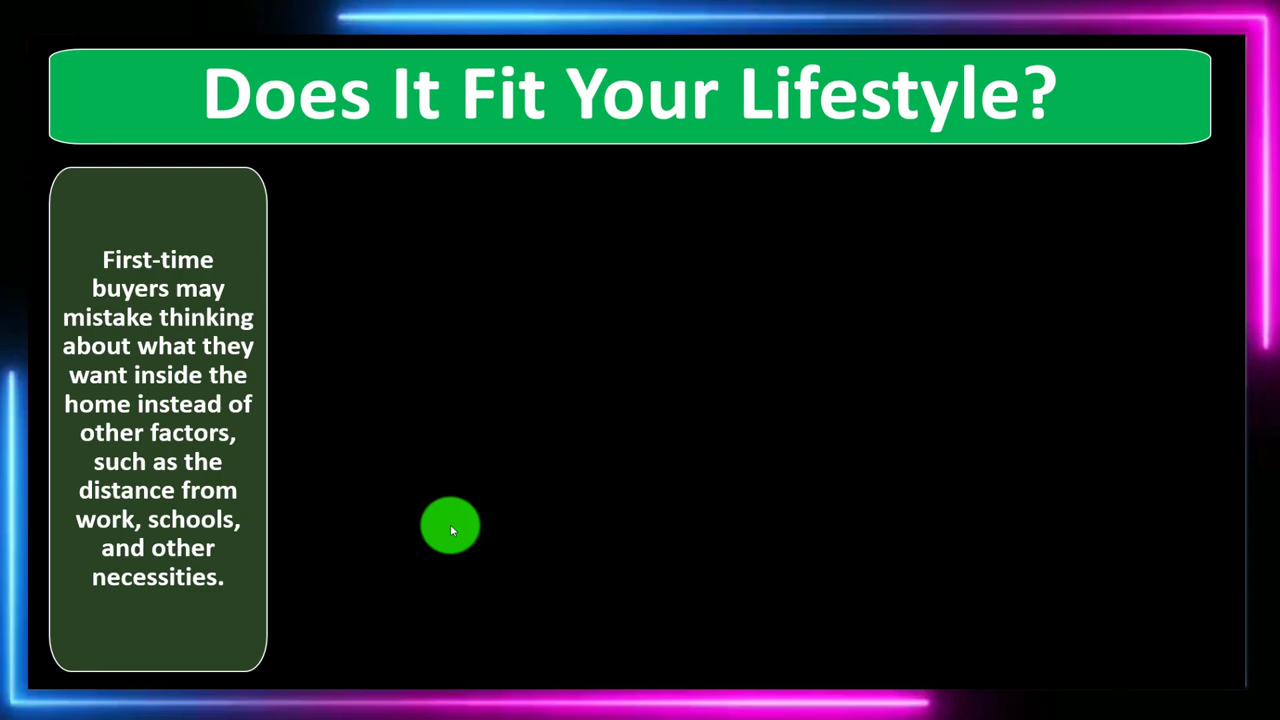 Does It Fit Your Lifestyle?
First-time
buyers may
mistake thinking
about what they
want inside the
home instead of
other factors,
such as the
distance from
work, schools,
and other
necessities.